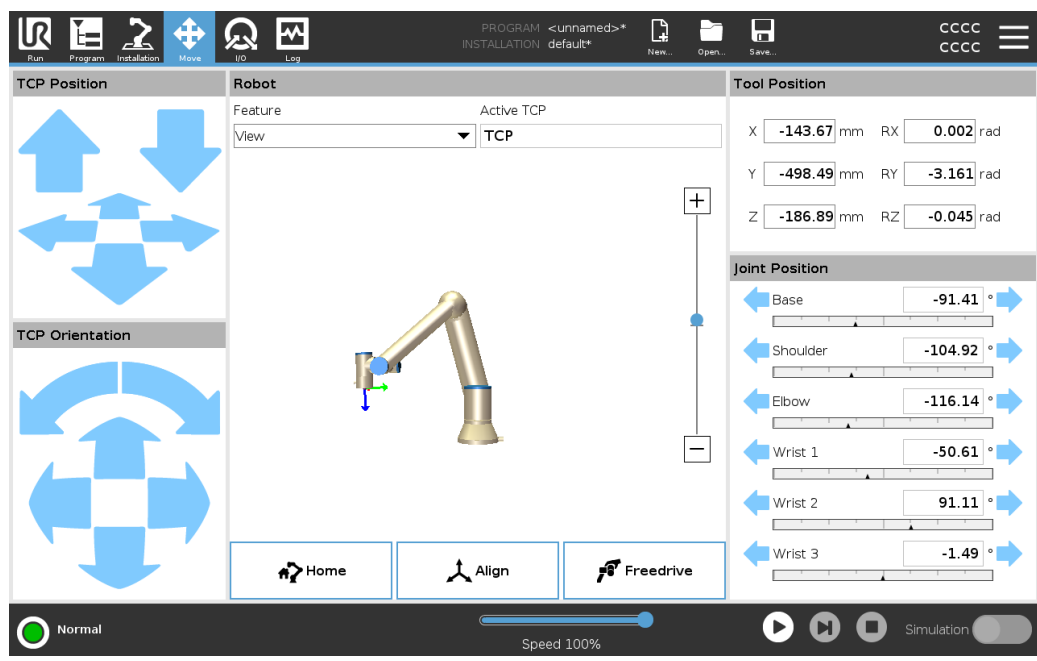 UR
Run
Program
Installation
Move
I/O
Log
PROGRAM <unnamed>*
INSTALLATION default*
New...
Open...
Save...
CCCC
CCCC
TCP Position
TCP Orientation
Robot
Feature
Active TCP
View
TCP
Home
Align
Freedrive
Tool Position
X -143.67 mm RX 0.002 rad
Y -498.49 mm RY -3.161 rad
Z -186.89 mm RZ -0.045 rad
Joint Position
Base -91.41 °
Shoulder -104.92 °
Elbow -116.14 °
Wrist 1 -50.61 °
Wrist 2 91.11 °
Wrist 3 -1.49 °
Normal
Speed 100%
Simulation